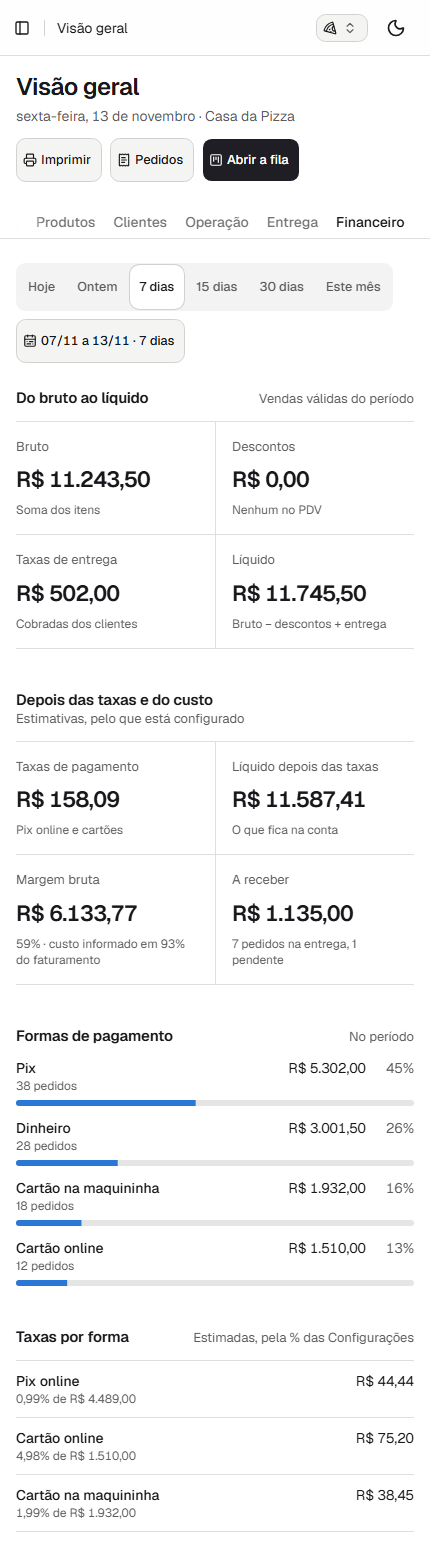 Visão geral
Visão geral
sexta-feira, 13 de novembro · Casa da Pizza
Imprimir
Pedidos
Abrir a fila
Produtos
Clientes
Operação
Entrega
Financeiro
Hoje
Ontem
7 dias
15 dias
30 dias
Este mês
07/11 a 13/11 · 7 dias
Do bruto ao líquido
Vendas válidas do período
Bruto
R$ 11.243,50
Soma dos itens
Descontos
R$ 0,00
Nenhum no PDV
Taxas de entrega
R$ 502,00
Cobradas dos clientes
Líquido
R$ 11.745,50
Bruto − descontos + entrega
Depois das taxas e do custo
Estimativas, pelo que está configurado
Taxas de pagamento
R$ 158,09
Pix online e cartões
Líquido depois das taxas
R$ 11.587,41
O que fica na conta
Margem bruta
R$ 6.133,77
59% · custo informado em 93%
do faturamento
A receber
R$ 1.135,00
7 pedidos na entrega, 1
pendente
Formas de pagamento
No período
Pix
R$ 5.302,00
45%
38 pedidos
Dinheiro
R$ 3.001,50
26%
28 pedidos
Cartão na maquininha
R$ 1.932,00
16%
18 pedidos
Cartão online
R$ 1.510,00
13%
12 pedidos
Taxas por forma
Estimadas, pela % das Configurações
Pix online
R$ 44,44
0,99% de R$ 4.489,00
Cartão online
R$ 75,20
4,98% de R$ 1.510,00
Cartão na maquininha
R$ 38,45
1,99% de R$ 1.932,00